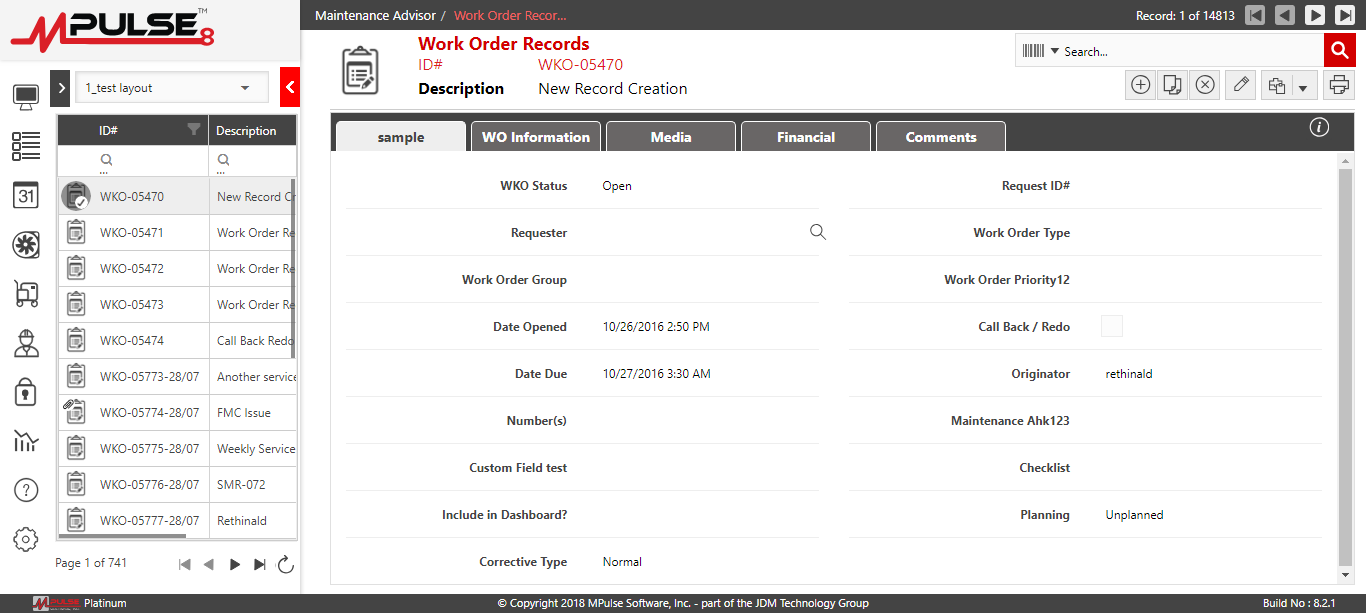 MPULSE 8 ™
Maintenance Advisor / Work Order Recor...
Record: 1 of 14813
Work Order Records
ID# WKO-05470
Description New Record Creation
Search...
1_test layout
ID# Description
... ...
WKO-05470 New Record Cr
WKO-05471 Work Order Re
WKO-05472 Work Order Re
WKO-05473 Work Order Re
WKO-05474 Call Back Redo
WKO-05773-28/07 Another service
WKO-05774-28/07 FMC Issue
WKO-05775-28/07 Weekly Service
WKO-05776-28/07 SMR-072
WKO-05777-28/07 Rethinald
Page 1 of 741
31
?
sample WO Information Media Financial Comments
i
WKO Status Open Request ID#
Requester Work Order Type
Work Order Group Work Order Priority12
Date Opened 10/26/2016 2:50 PM Call Back / Redo
Date Due 10/27/2016 3:30 AM Originator rethinald
Number(s) Maintenance Ahk123
Custom Field test Checklist
Include in Dashboard? Planning Unplanned
Corrective Type Normal
MPULSE Platinum
© Copyright 2018 MPulse Software, Inc. - part of the JDM Technology Group
Build No : 8.2.1